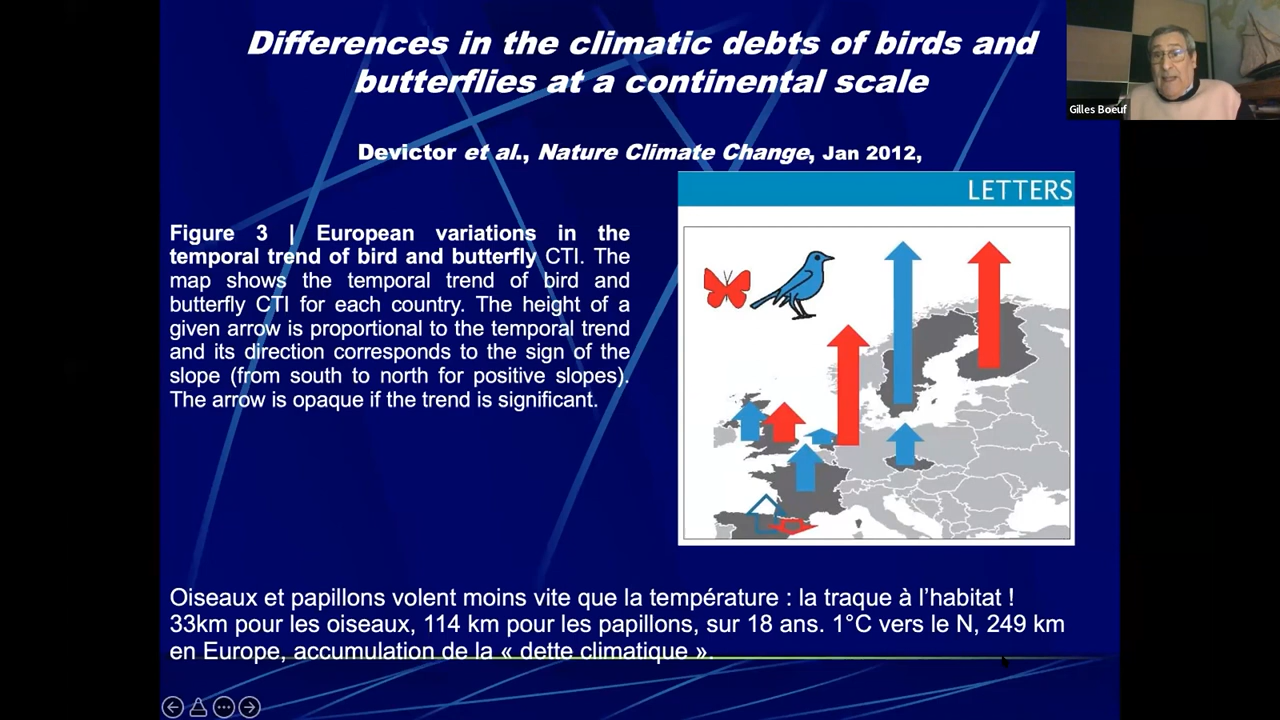 Differences in the climatic debts of birds and
butterflies at a continental scale
Gilles Boeuf
Devictor et al., Nature Climate Change, Jan 2012,
LETTERS
Figure 3 | European variations in the
temporal trend of bird and butterfly CTI. The
map shows the temporal trend of bird and
butterfly CTI for each country. The height of a
given arrow is proportional to the temporal trend
and its direction corresponds to the sign of the
slope (from south to north for positive slopes).
The arrow is opaque if the trend is significant.
Oiseaux et papillons volent moins vite que la température : la traque à l’habitat !
33km pour les oiseaux, 114 km pour les papillons, sur 18 ans. 1°C vers le N, 249 km
en Europe, accumulation de la « dette climatique ».